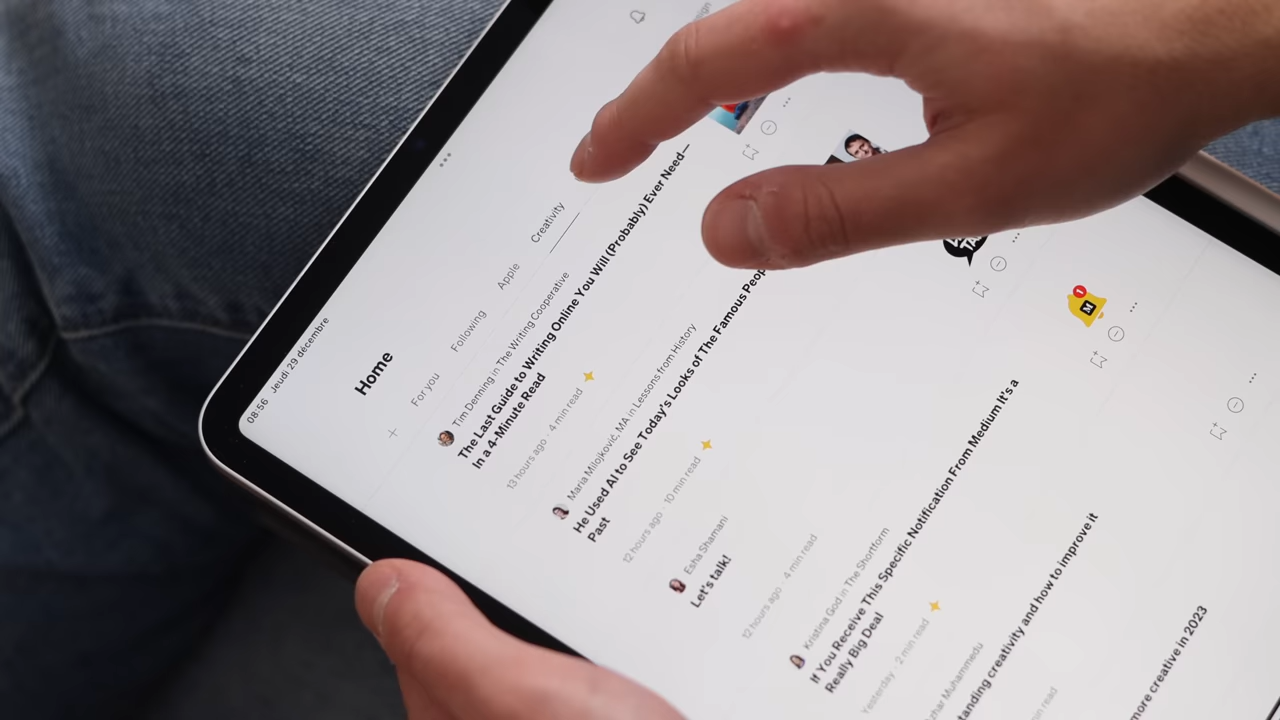 08:56 Jeudi 29 décembre
Home
For you Following Apple Creativity
Tim Denning in The Writing Cooperative
The Last Guide to Writing Online You Will (Probably) Ever Need—
In a 4-Minute Read
13 hours ago · 4 min read
Maria Milojković, MA in Lessons from History
He Used AI to See Today's Looks of The Famous
Past
12 hours ago · 10 min read
Esha Shamani
Let's talk!
12 hours ago · 4 min read
Kristina God in The Shortform
If You Receive This Specific Notification From Medium It's a
Really Big Deal
1
M
Yesterday · 2 min read
Muhammedu
creativity and how to improve it
min read
more creative in 2023